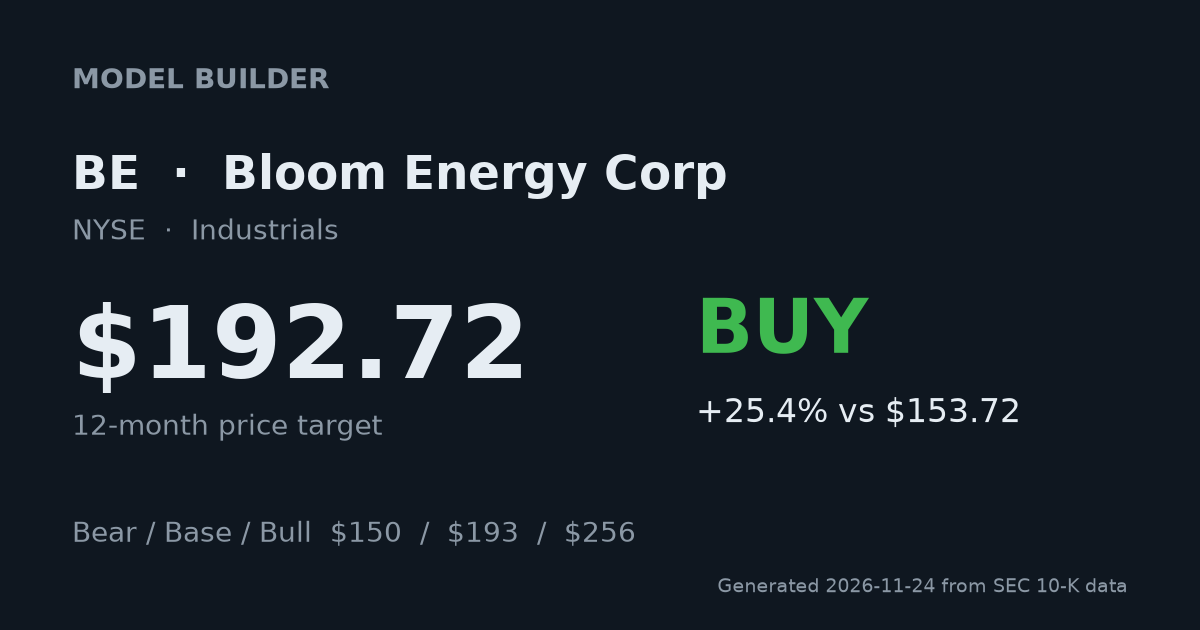 MODEL BUILDER
BE · Bloom Energy Corp
NYSE · Industrials
$192.72
12-month price target
BUY
+25.4% vs $153.72
Bear / Base / Bull $150 / $193 / $256
Generated 2026-11-24 from SEC 10-K data